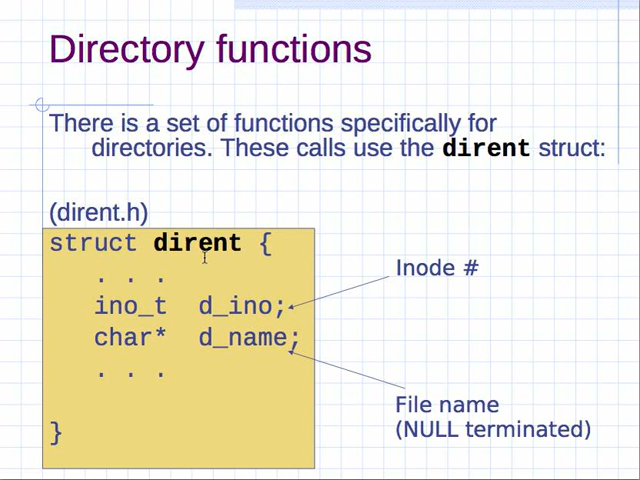 Directory functions
There is a set of functions specifically for
directories. These calls use the dirent struct:
(dirent.h)
struct dirent {
. . .
ino_t d_ino;
char* d_name;
. . .
}
Inode #
File name
(NULL terminated)